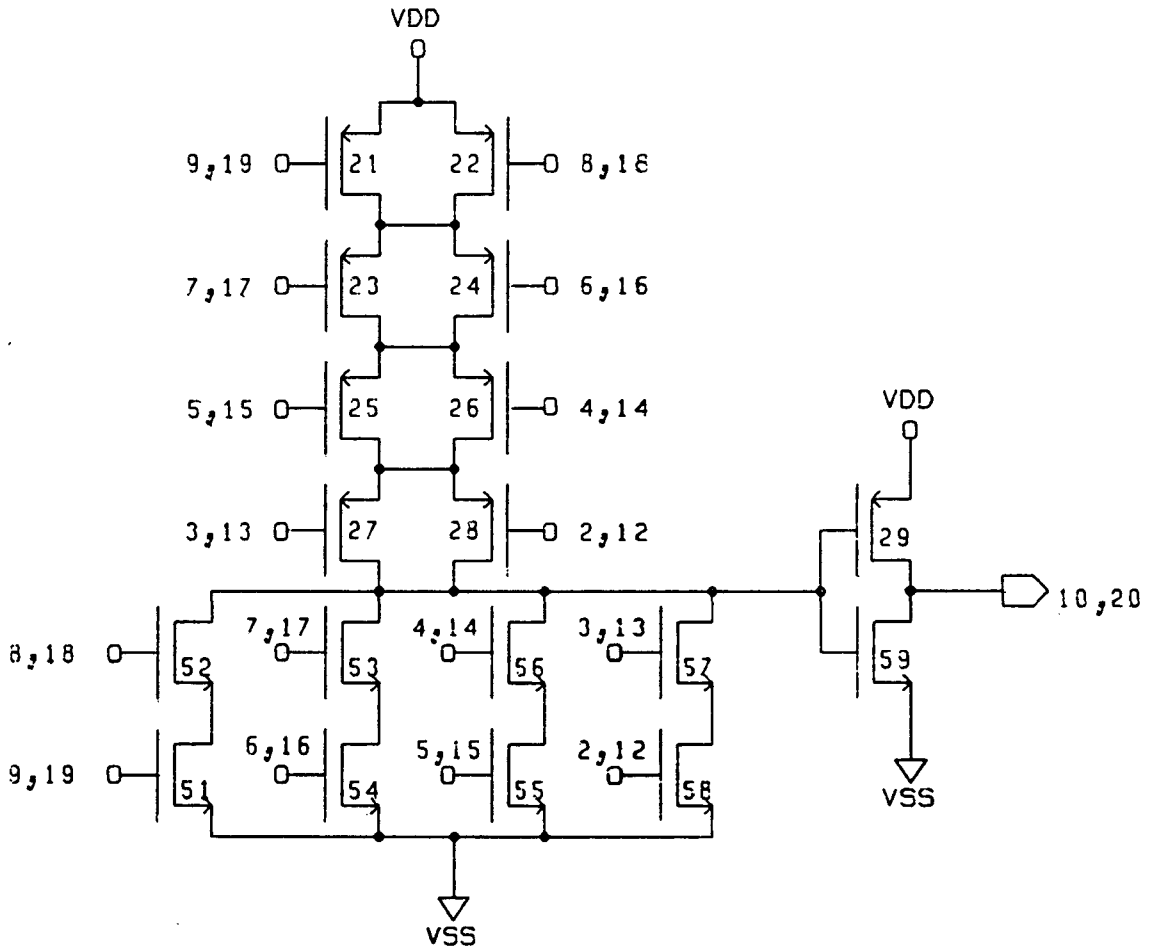 VDD
9,19 21 22 8,18
7,17 23 24 6,16
5,15 25 26 4,14
VDD
3,13 27 28 2,12 29
10,20
8,18 52 7,17 53 4,14 56 3,13 57 59
9,19 51 6,16 54 5,15 55 2,12 58
VSS
VSS